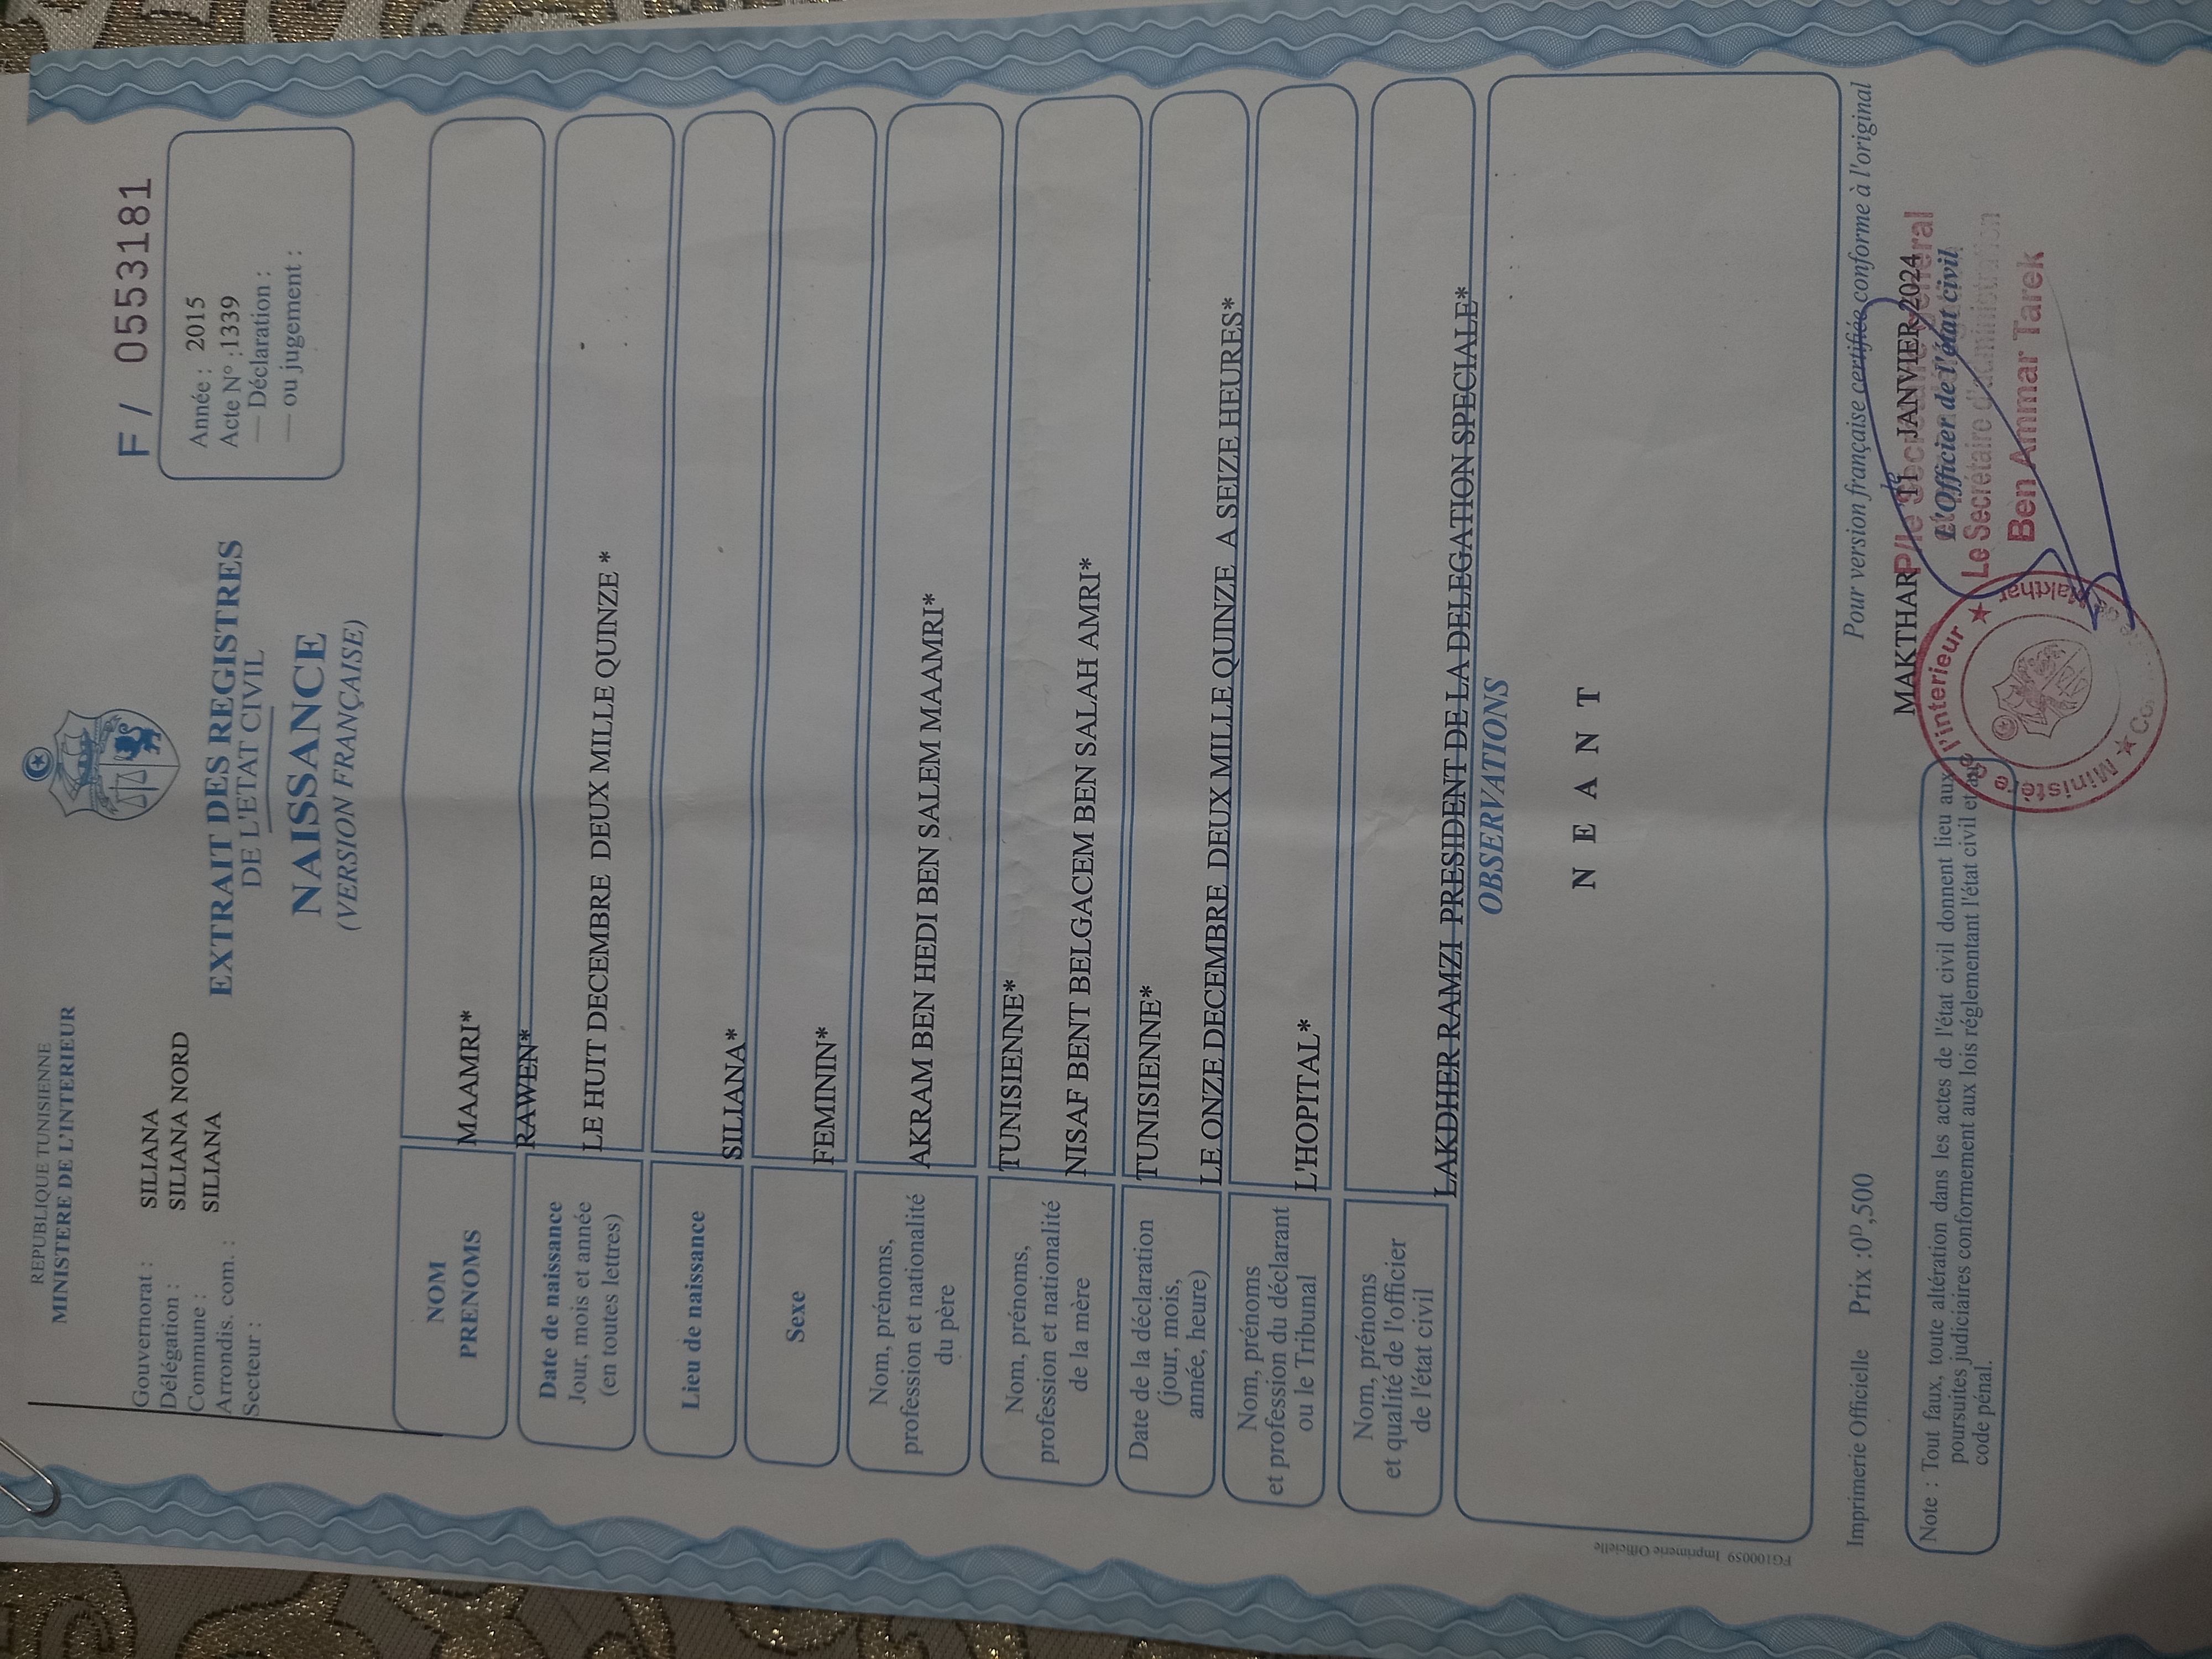 REPUBLIQUE TUNISIENNE
MINISTERE DE L'INTERIEUR
F / 0553181
Gouvernorat : SILIANA
Délégation : SILIANA NORD
Commune : SILIANA
Arrondis. com. :
Secteur :
EXTRAIT DES REGISTRES
DE L'ETAT CIVIL
NAISSANCE
(VERSION FRANÇAISE)
Année : 2015
Acte N° :1339
— Déclaration :
— ou jugement :
NOM
PRENOMS
MAAMRI*
RAWEN*
Date de naissance
Jour, mois et année
(en toutes lettres)
LE HUIT DECEMBRE DEUX MILLE QUINZE *
Lieu de naissance
SILIANA*
Sexe
FEMININ*
Nom, prénoms,
profession et nationalité
du père
AKRAM BEN HEDI BEN SALEM MAAMRI*
TUNISIENNE*
Nom, prénoms,
profession et nationalité
de la mère
NISAF BENT BELGACEM BEN SALAH AMRI*
TUNISIENNE*
Date de la déclaration
(jour, mois,
année, heure)
LE ONZE DECEMBRE DEUX MILLE QUINZE A SEIZE HEURES*
Nom, prénoms
et profession du déclarant
ou le Tribunal
L'HOPITAL*
Nom, prénoms
et qualité de l'officier
de l'état civil
LAKDHER RAMZI PRESIDENT DE LA DELEGATION SPECIALE*
OBSERVATIONS
N E A N T
FG100059 Imprimerie Officielle
Imprimerie Officielle Prix :0D,500
Pour version française certifiée conforme à l'original
MAKTHAR le 11 JANVIER 2024
P/le Secrétaire général
L'Officier de l'état civil
Le Secrétaire d'administration
Ben Ammar Tarek
Ministère de l'interieur
Makthar
Note : Tout faux, toute altération dans les actes de l'état civil donnent lieu aux
poursuites judiciaires conformement aux lois réglementant l'état civil et au
code pénal.